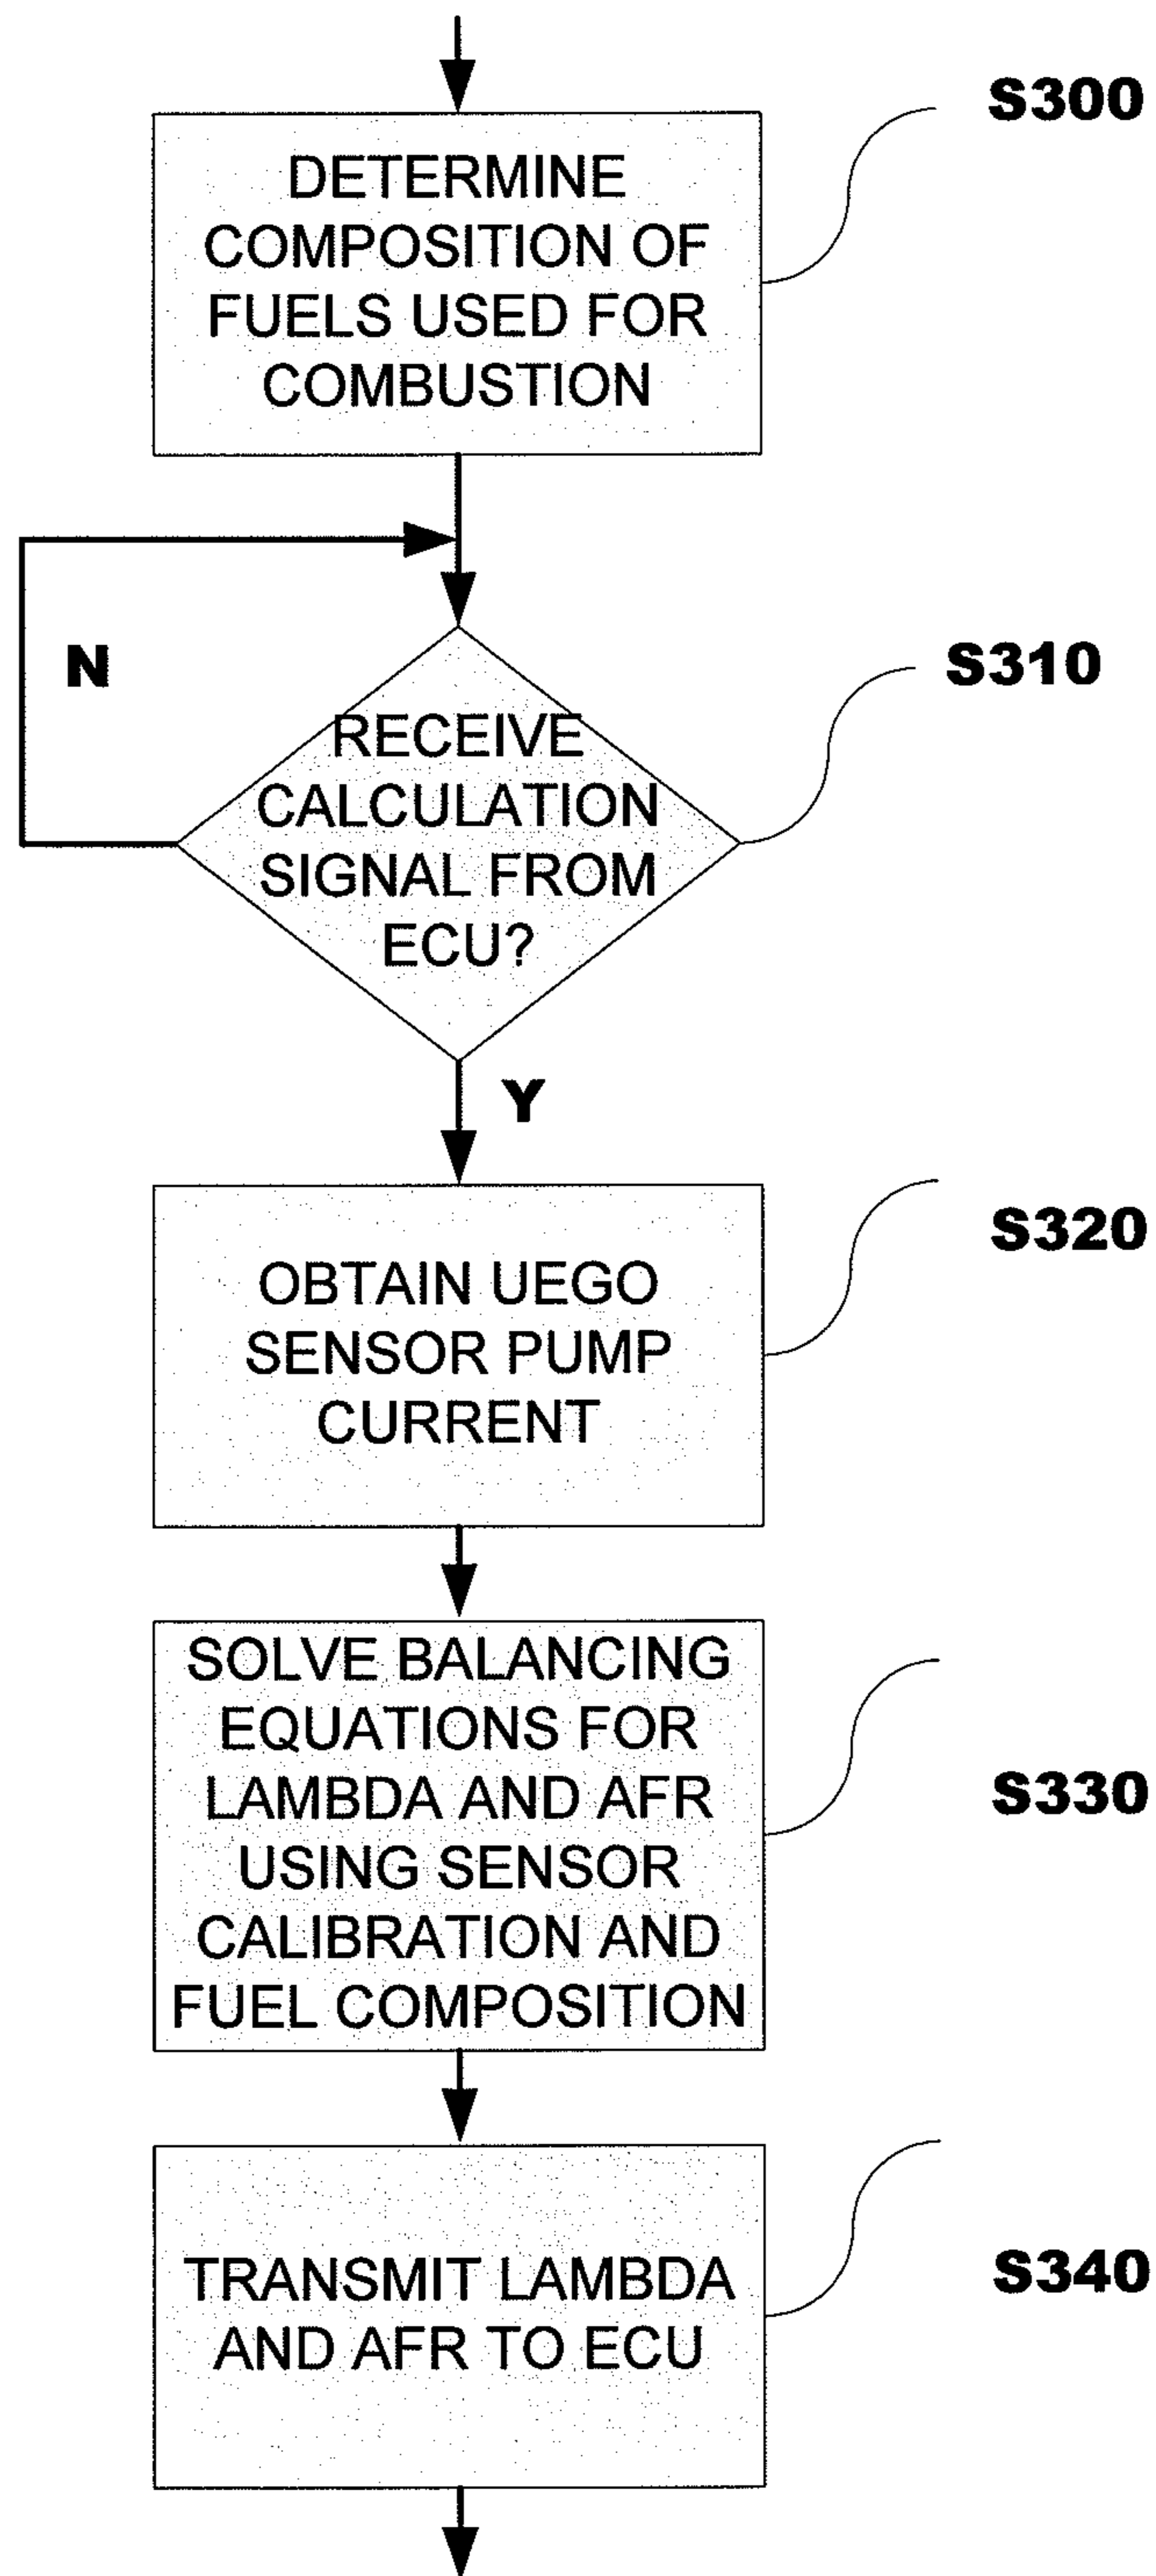 S300
DETERMINE
COMPOSITION OF
FUELS USED FOR
COMBUSTION
N
S310
RECEIVE
CALCULATION
SIGNAL FROM
ECU?
Y
S320
OBTAIN UEGO
SENSOR PUMP
CURRENT
SOLVE BALANCING
EQUATIONS FOR
LAMBDA AND AFR
USING SENSOR
CALIBRATION AND
FUEL COMPOSITION
S330
TRANSMIT LAMBDA
AND AFR TO ECU
S340